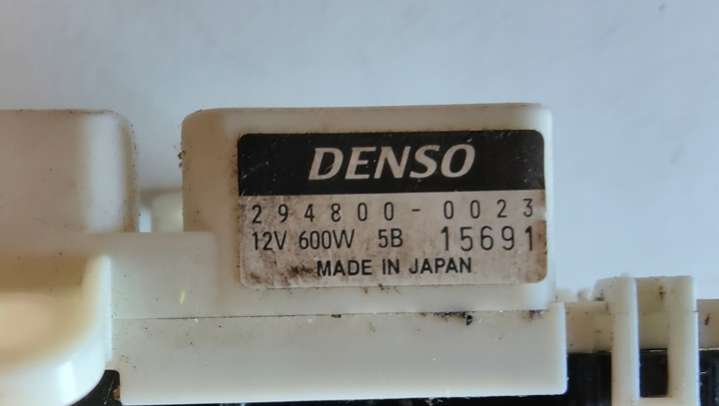 DENSO
294800-0023
12V 600W 5B 15691
MADE IN JAPAN